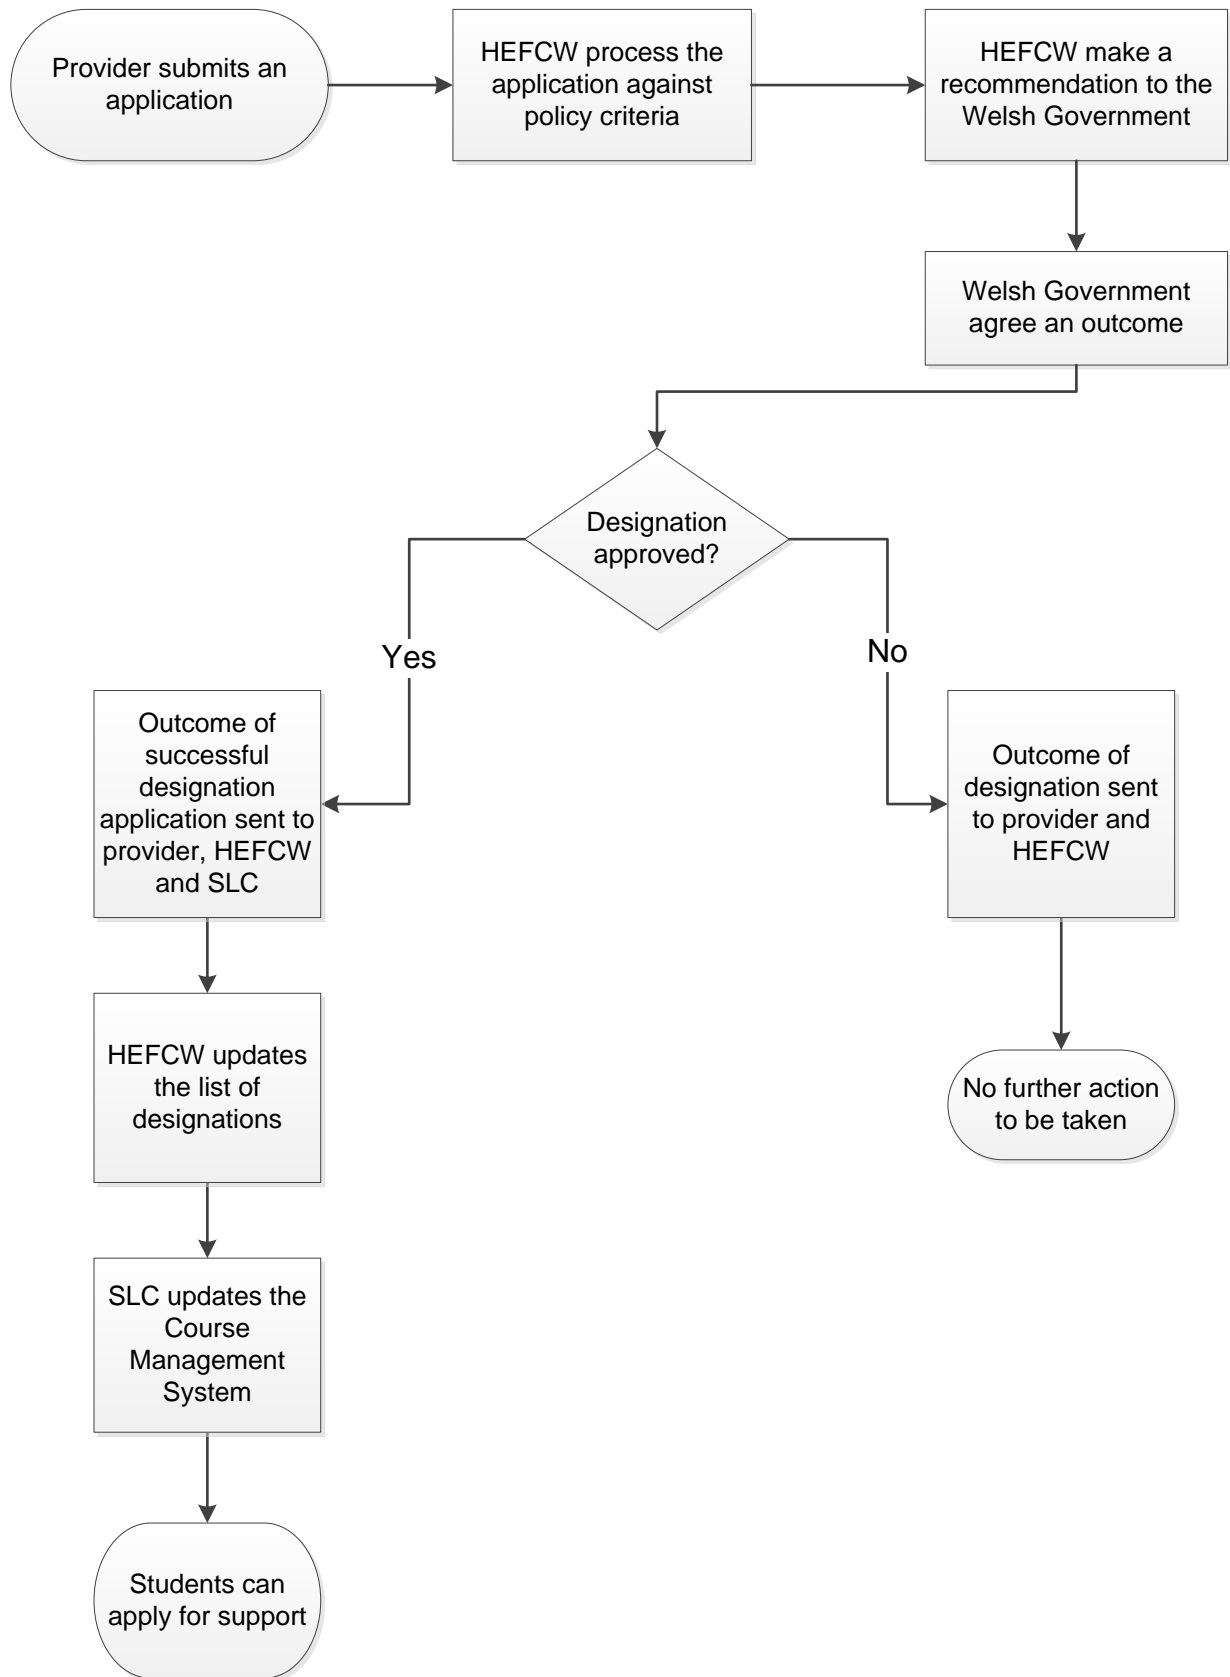 Provider submits an
application
HEFCW process the
application against
policy criteria
HEFCW make a
recommendation to the
Welsh Government
Welsh Government
agree an outcome
Designation
approved?
Yes
No
Outcome of
successful
designation
application sent to
provider, HEFCW
and SLC
Outcome of
designation sent
to provider and
HEFCW
HEFCW updates
the list of
designations
No further action
to be taken
SLC updates the
Course
Management
System
Students can
apply for support